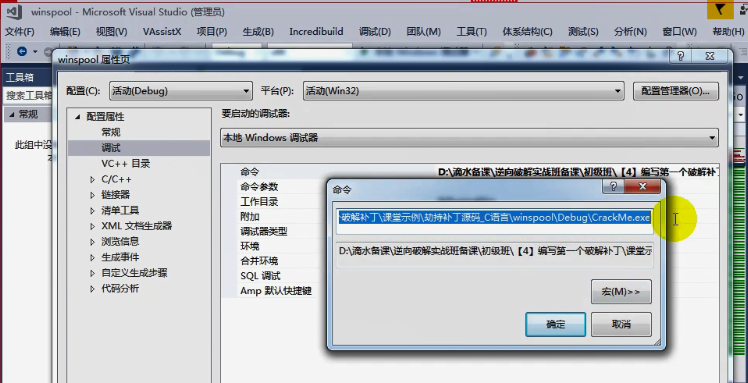 winspool - Microsoft Visual Studio (管理员)
文件(F) 编辑(E) 视图(V) VAssistX 项目(P) 生成(B) Incredibuild 调试(D) 团队(M) 工具(T) 体系结构(C) 测试(S) 分析(N) 窗口(W) 帮助(H)
winspool 属性页
工具箱
搜索工具箱
常规
此组中没
配置(C): 活动(Debug) 平台(P): 活动(Win32) 配置管理器(O)...
配置属性
常规
调试
VC++ 目录
C/C++
链接器
清单工具
XML 文档生成器
浏览信息
生成事件
自定义生成步骤
代码分析
要启动的调试器:
本地 Windows 调试器
命令 D:\滴水备课\逆向破解实战班备课\初级班\【4】编写第一个破解补丁
命令参数
工作目录
附加
调试器类型
环境
合并环境
SQL 调试
Amp 默认快捷键
命令
破解补丁\课堂示例\劫持补丁源码_C语言\winspool\Debug\CrackMe.exe
D:\滴水备课\逆向破解实战班备课\初级班\【4】编写第一个破解补丁\课堂示
宏(M)>>
确定 取消